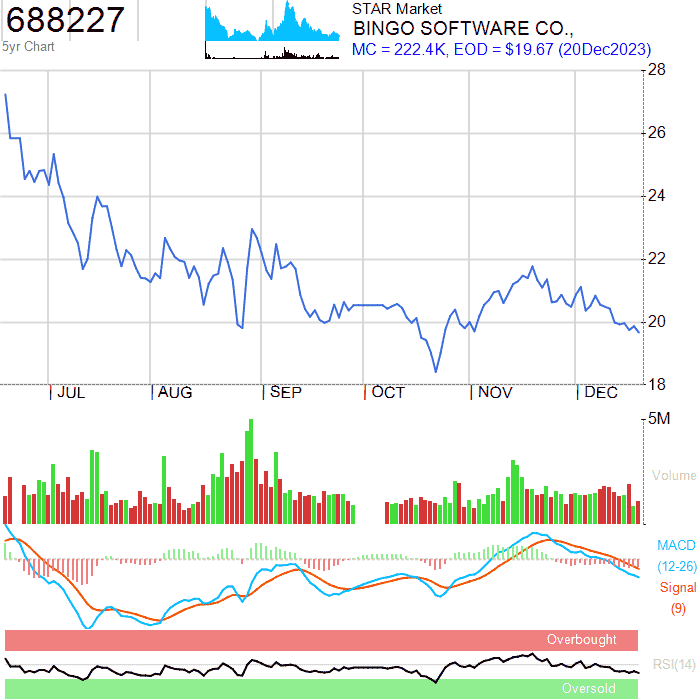 688227
5yr Chart
STAR Market
BINGO SOFTWARE CO.,
MC = 222.4K, EOD = $19.67 (20Dec2023)
28
26
24
22
20
18
JUL AUG SEP OCT NOV DEC
5M
Volume
MACD
(12-26)
Signal
(9)
Overbought
RSI(14)
Oversold